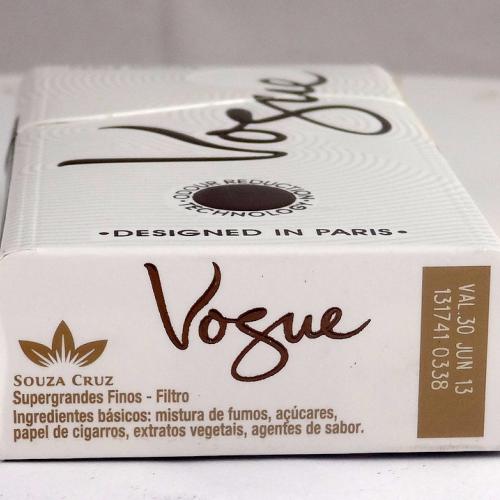 Vogue
ODOUR REDUCTION
TECHNOLOGY
•DESIGNED IN PARIS•
Vogue
SOUZA CRUZ
Supergrandes Finos - Filtro
Ingredientes básicos: mistura de fumos, açúcares,
papel de cigarros, extratos vegetais, agentes de sabor.
VAL.30 JUN 13
131741 0338